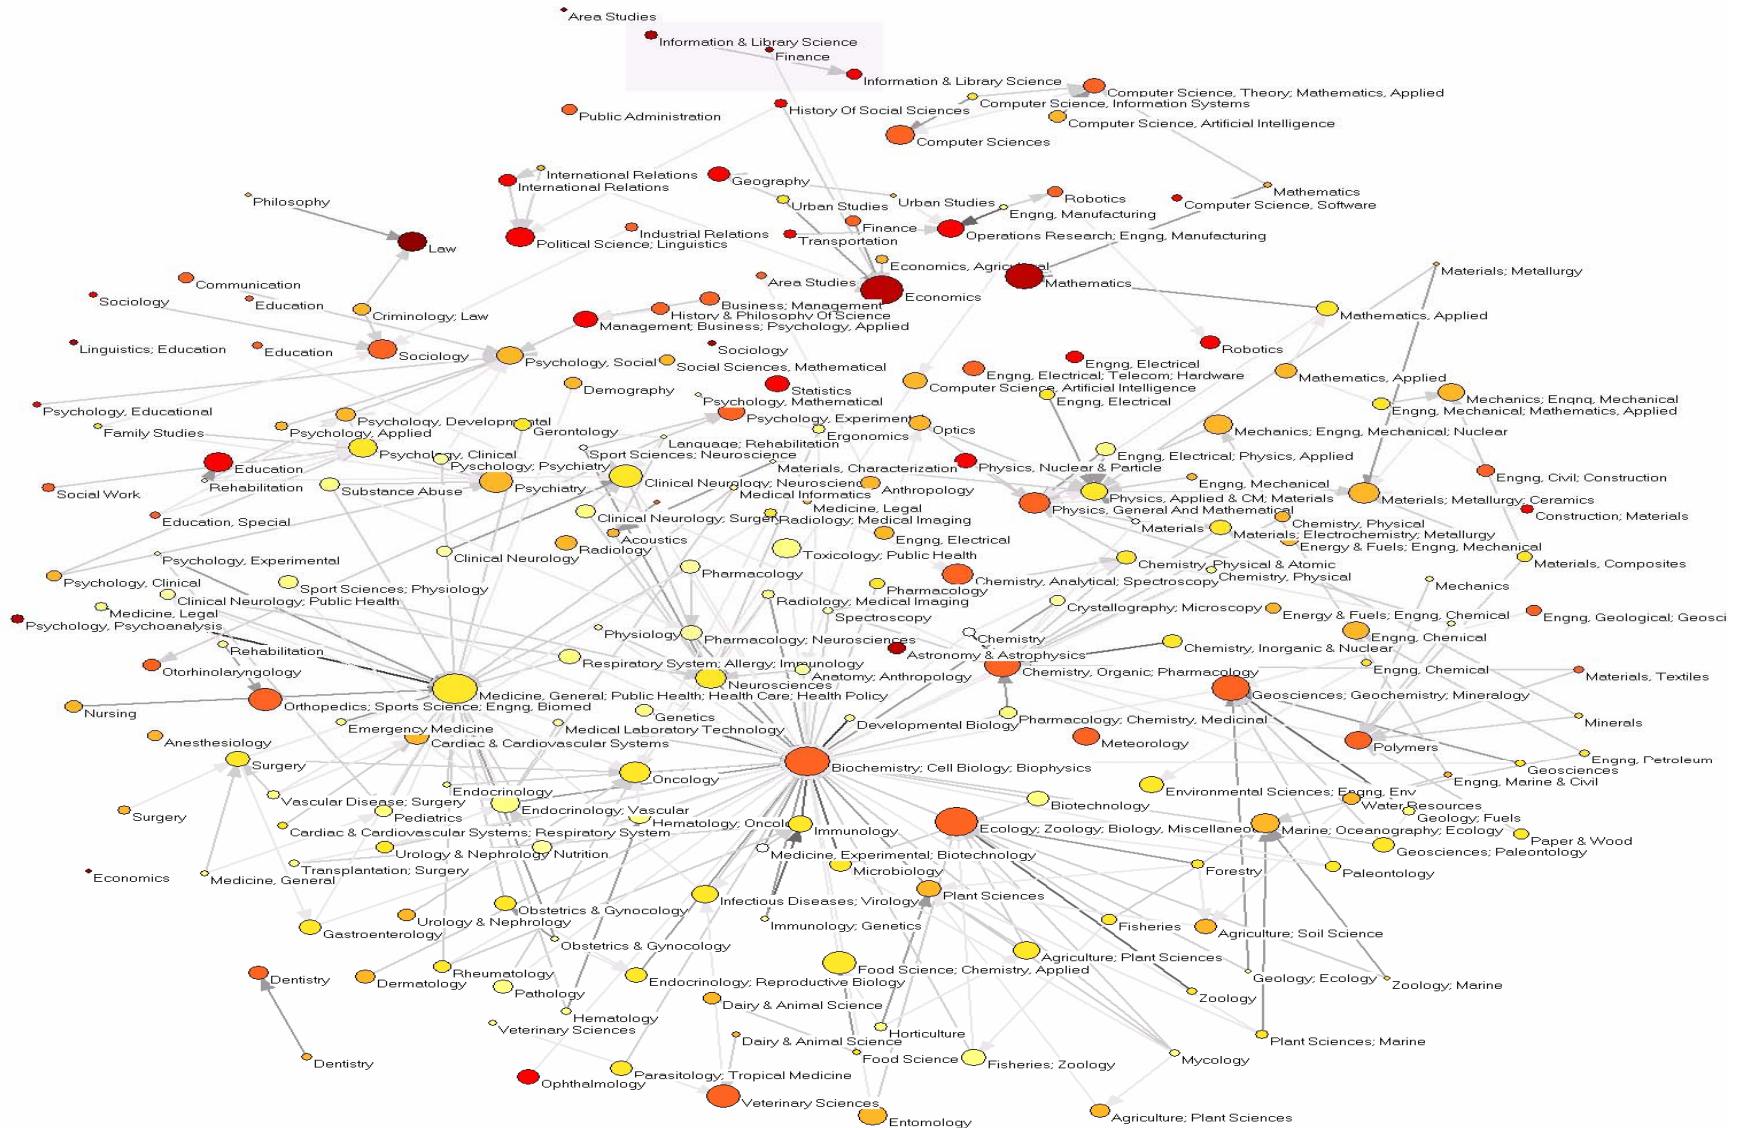 Area Studies
Information & Library Science
Finance
Information & Library Science
Computer Science, Theory; Mathematics, Applied
Computer Science, Information Systems
History Of Social Sciences
Public Administration
Computer Science, Artificial Intelligence
Computer Sciences
International Relations
International Relations
Geography
Mathematics
Philosophy
Urban Studies
Urban Studies
Robotics
Computer Science, Software
Engng, Manufacturing
Finance
Industrial Relations
Operations Research; Engng, Manufacturing
Political Science; Linguistics
Transportation
Law
Economics, Agricultural
Materials; Metallurgy
Communication
Area Studies
Mathematics
Economics
Sociology
Education
Business; Management
History & Philosophy Of Science
Criminology; Law
Mathematics, Applied
Management; Business; Psychology, Applied
Linguistics; Education
Education
Sociology
Sociology
Robotics
Psychology, Social
Social Sciences, Mathematical
Engng, Electrical
Engng, Electrical; Telecom; Hardware
Mathematics, Applied
Demography
Statistics
Computer Science, Artificial Intelligence
Engng, Electrical
Mechanics; Engng, Mechanical
Psychology, Mathematical
Engng, Mechanical; Mathematics, Applied
Psychology, Educational
Psychology, Developmental
Psychology, Experimental
Family Studies
Psychology, Applied
Gerontology
Ergonomics
Optics
Mechanics; Engng, Mechanical; Nuclear
Language; Rehabilitation
Psychology, Clinical
Sport Sciences; Neuroscience
Engng, Electrical; Physics, Applied
Pyschology, Psychiatry
Education
Materials, Characterization
Physics, Nuclear & Particle
Engng, Civil; Construction
Rehabilitation
Substance Abuse
Psychiatry
Clinical Neurology; Neuroscience
Anthropology
Engng, Mechanical
Social Work
Medical Informatics
Physics, Applied & CM; Materials
Materials; Metallurgy; Ceramics
Medicine, Legal
Physics, General And Mathematical
Education, Special
Clinical Neurology; Surgery
Radiology; Medical Imaging
Construction; Materials
Chemistry, Physical
Materials
Materials; Electrochemistry; Metallurgy
Acoustics
Engng, Electrical
Radiology
Energy & Fuels; Engng, Mechanical
Clinical Neurology
Toxicology; Public Health
Psychology, Experimental
Chemistry, Physical & Atomic
Materials, Composites
Pharmacology
Psychology, Clinical
Chemistry, Analytical; Spectroscopy
Chemistry, Physical
Mechanics
Sport Sciences; Physiology
Pharmacology
Clinical Neurology; Public Health
Radiology; Medical Imaging
Crystallography; Microscopy
Energy & Fuels; Engng, Chemical
Medicine, Legal
Spectroscopy
Engng, Geological; Geosci
Psychology, Psychoanalysis
Physiology
Pharmacology; Neurosciences
Chemistry
Engng, Chemical
Rehabilitation
Astronomy & Astrophysics
Chemistry, Inorganic & Nuclear
Otorhinolaryngology
Respiratory System; Allergy; Immunology
Anatomy; Anthropology
Chemistry, Organic; Pharmacology
Engng, Chemical
Materials, Textiles
Neurosciences
Medicine, General; Public Health; Health Care; Health Policy
Geosciences; Geochemistry; Mineralogy
Orthopedics; Sports Science; Engng, Biomed
Nursing
Genetics
Emergency Medicine
Medical Laboratory Technology
Developmental Biology
Pharmacology; Chemistry, Medicinal
Minerals
Anesthesiology
Cardiac & Cardiovascular Systems
Meteorology
Polymers
Surgery
Engng, Petroleum
Oncology
Biochemistry; Cell Biology; Biophysics
Geosciences
Engng, Marine & Civil
Endocrinology
Environmental Sciences; Engng, Env
Vascular Disease; Surgery
Biotechnology
Water Resources
Surgery
Pediatrics
Endocrinology; Vascular
Geology; Fuels
Cardiac & Cardiovascular Systems; Respiratory System
Immunology
Ecology; Zoology; Biology, Miscellaneo
Marine; Oceanography; Ecology
Paper & Wood
Urology & Nephrology
Nutrition
Medicine, Experimental; Biotechnology
Geosciences; Paleontology
Transplantation; Surgery
Microbiology
Forestry
Paleontology
Economics
Medicine, General
Infectious Diseases; Virology
Plant Sciences
Obstetrics & Gynocology
Urology & Nephrology
Immunology; Genetics
Fisheries
Gastroenterology
Agriculture; Soil Science
Obstetrics & Gynocology
Agriculture; Plant Sciences
Dentistry
Rheumatology
Food Science; Chemistry, Applied
Dermatology
Endocrinology; Reproductive Biology
Geology; Ecology
Zoology; Marine
Pathology
Zoology
Dairy & Animal Science
Hematology
Veterinary Sciences
Horticulture
Dairy & Animal Science
Plant Sciences; Marine
Dentistry
Food Science
Fisheries; Zoology
Mycology
Parasitology; Tropical Medicine
Ophthalmology
Veterinary Sciences
Entomology
Agriculture; Plant Sciences